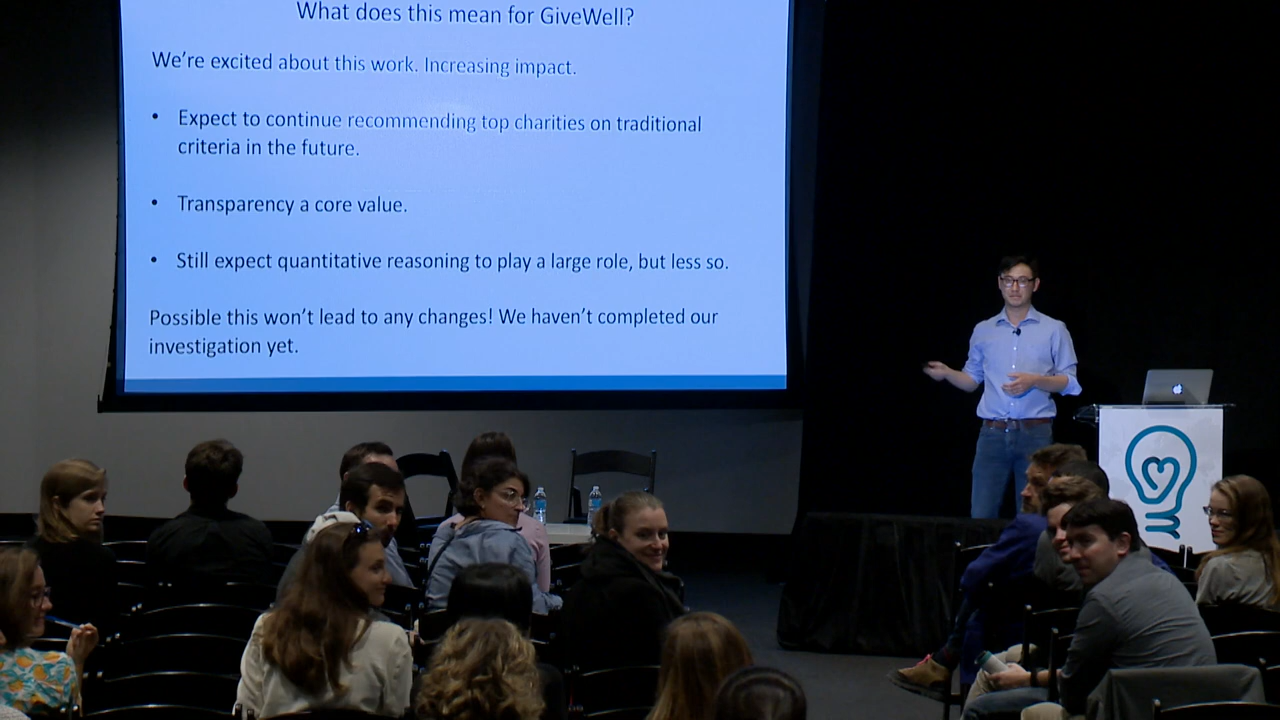 What does this mean for GiveWell?
We’re excited about this work. Increasing impact.
• Expect to continue recommending top charities on traditional
criteria in the future.
• Transparency a core value.
• Still expect quantitative reasoning to play a large role, but less so.
Possible this won’t lead to any changes! We haven’t completed our
investigation yet.